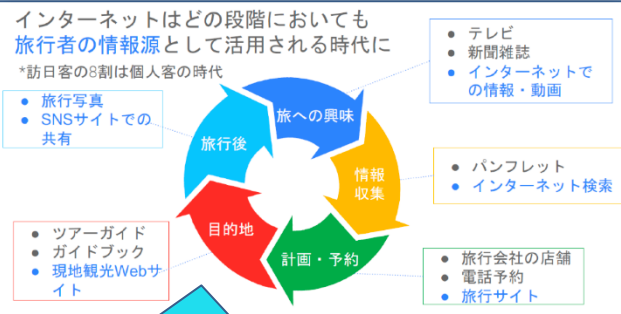 インターネットはどの段階においても
旅行者の情報源として活用される時代に
*訪日客の8割は個人客の時代
● テレビ
● 新聞雑誌
● インターネットで
の情報・動画
● 旅行写真
● SNSサイトでの
共有
旅への興味
旅行後
情報
収集
● パンフレット
● インターネット検索
目的地
計画・予約
● ツアーガイド
● ガイドブック
● 現地観光Webサ
イト
● 旅行会社の店舗
● 電話予約
● 旅行サイト